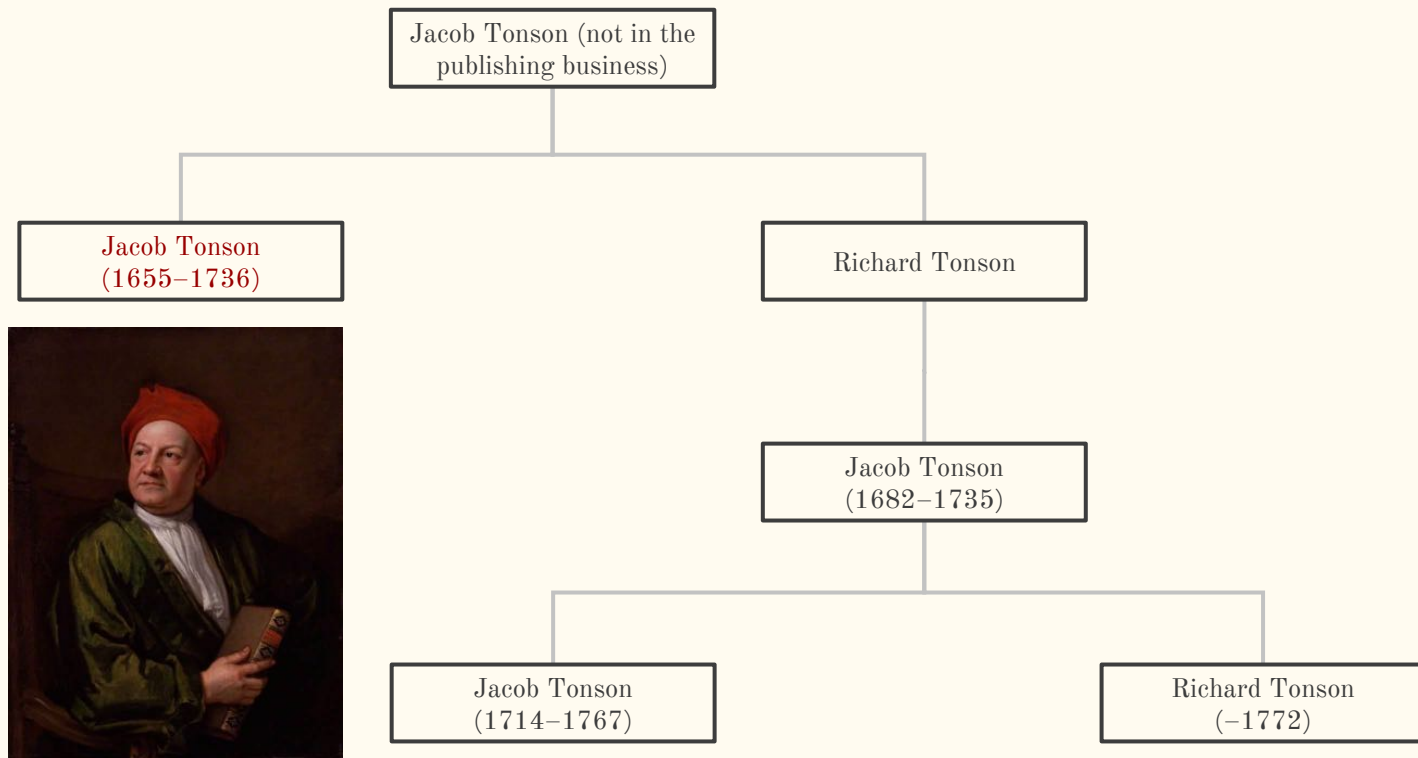 Jacob Tonson (not in the
publishing business)
Jacob Tonson
(1655–1736)
Richard Tonson
Jacob Tonson
(1682–1735)
Jacob Tonson
(1714–1767)
Richard Tonson
(–1772)